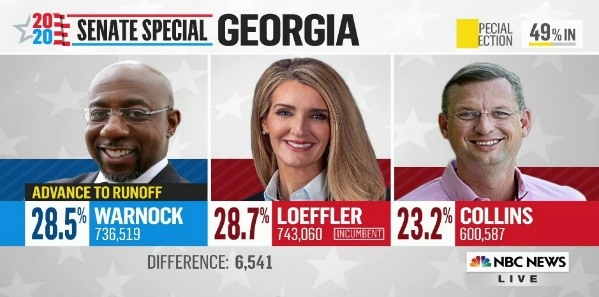 2020 SENATE SPECIAL GEORGIA
PECIAL
ECTION
49% IN
ADVANCE TO RUNOFF
28.5% WARNOCK
736,519
28.7% LOEFFLER
743,060 INCUMBENT
23.2% COLLINS
600,587
DIFFERENCE: 6,541
NBC NEWS
LIVE